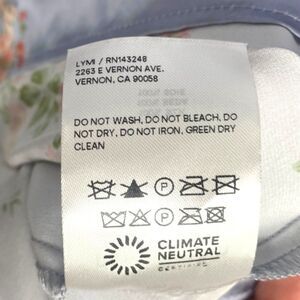 LYMI / RN143248
2263 E VERNON AVE.
VERNON, CA 90058
DO NOT WASH, DO NOT BLEACH, DO
NOT DRY, DO NOT IRON, GREEN DRY
CLEAN
P
P
CLIMATE
NEUTRAL
CERTIFIED